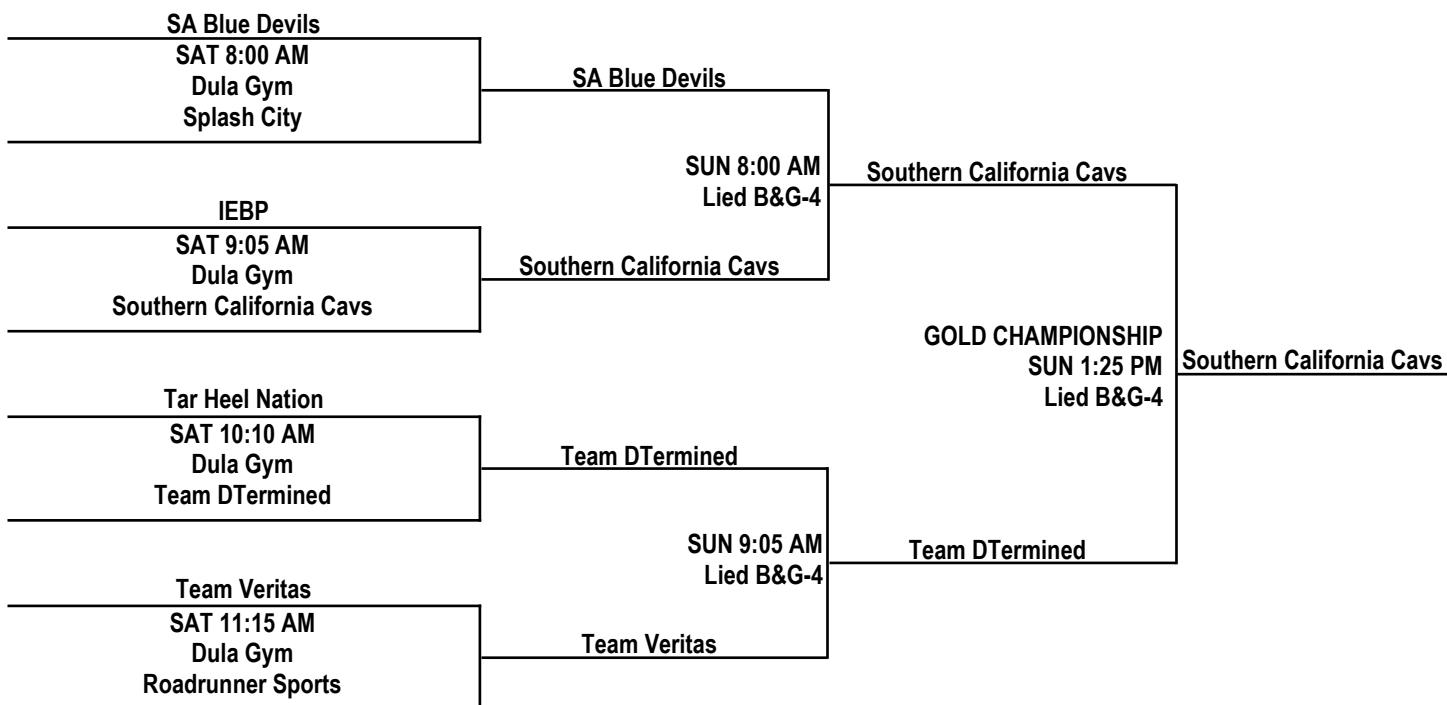 SA Blue Devils
SAT 8:00 AM
Dula Gym
Splash City
SA Blue Devils
SUN 8:00 AM
Lied B&G-4
IEBP
SAT 9:05 AM
Dula Gym
Southern California Cavs
Southern California Cavs
Southern California Cavs
GOLD CHAMPIONSHIP
SUN 1:25 PM
Lied B&G-4
Southern California Cavs
Tar Heel Nation
SAT 10:10 AM
Dula Gym
Team DTermined
Team DTermined
SUN 9:05 AM
Lied B&G-4
Team DTermined
Team Veritas
SAT 11:15 AM
Dula Gym
Roadrunner Sports
Team Veritas